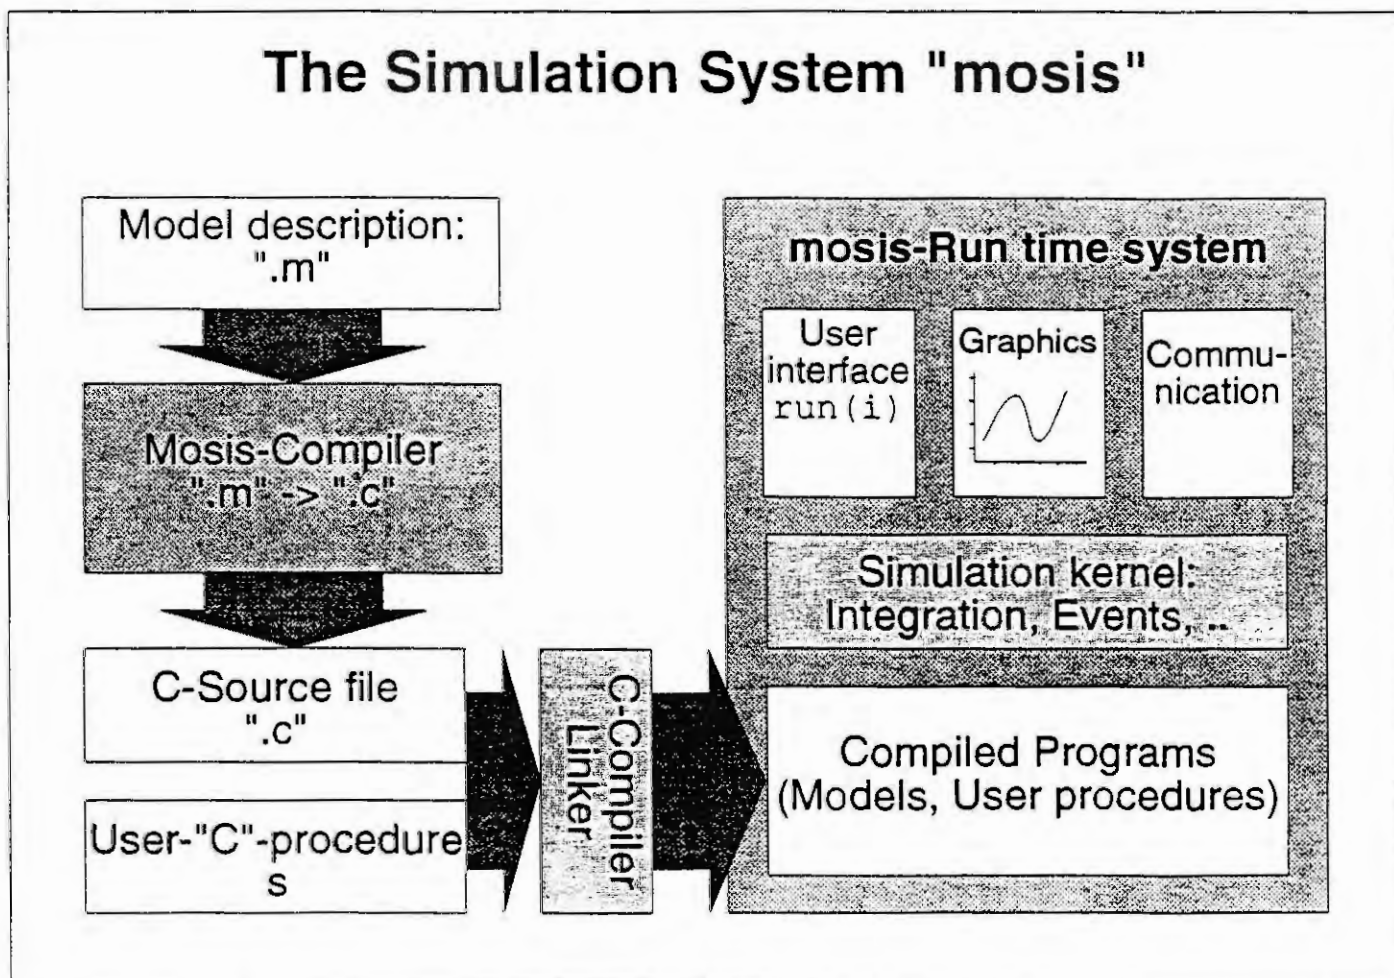 The Simulation System "mosis"
Model description:
".m"
Mosis-Compiler
".m" -> ".c"
C-Source file
".c"
User-"C"-procedure
s
C-Compiler
Linker
mosis-Run time system
User
interface
run(i)
Graphics
Commu-
nication
Simulation kernel:
Integration, Events, ..
Compiled Programs
(Models, User procedures)